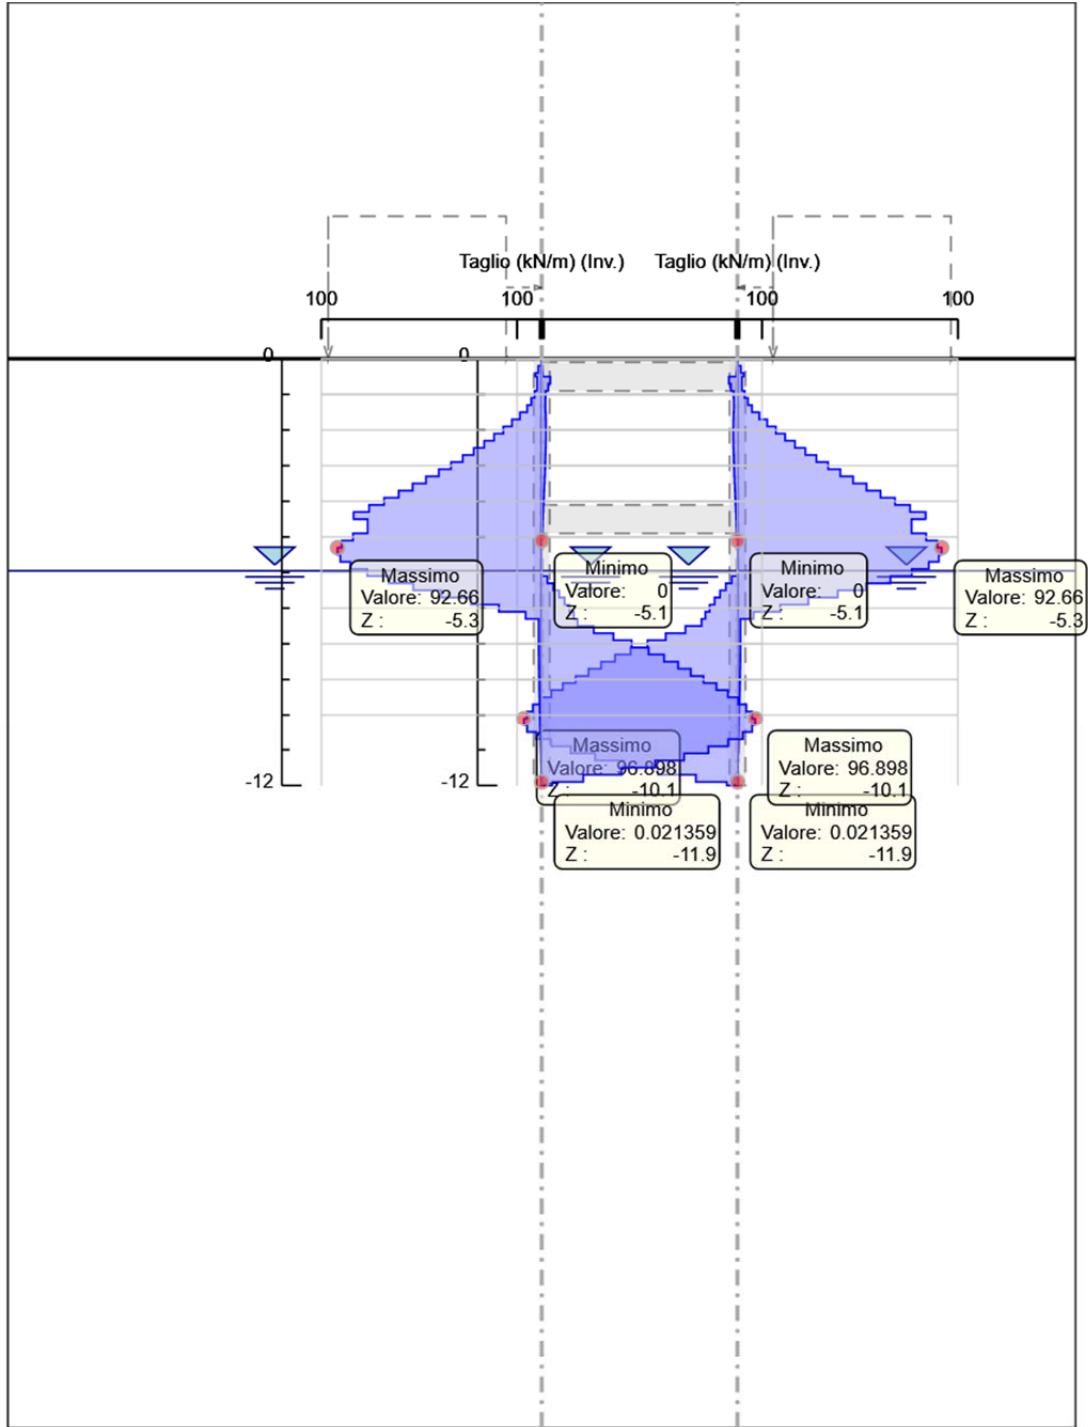 Taglio (kN/m) (Inv.) Taglio (kN/m) (Inv.)
100 100 100 100
0 0
Massimo
Valore: 92.66
Z : -5.3
Minimo
Valore: 0
Z : -5.1
Minimo
Valore: 0
Z : -5.1
Massimo
Valore: 92.66
Z : -5.3
-12 -12
Massimo
Valore: 96.898
Z : -10.1
Massimo
Valore: 96.898
Z : -10.1
Minimo
Valore: 0.021359
Z : -11.9
Minimo
Valore: 0.021359
Z : -11.9